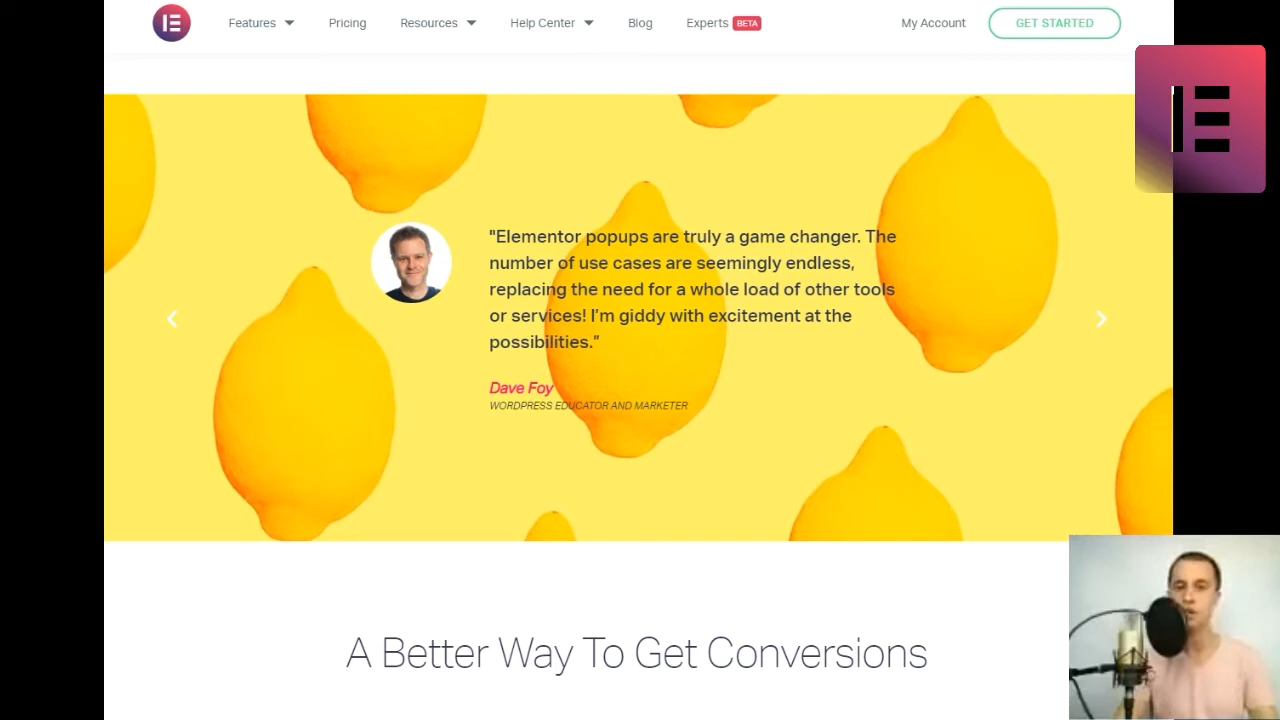 Features
Pricing
Resources
Help Center
Blog
Experts BETA
My Account
GET STARTED
"Elementor popups are truly a game changer. The
number of use cases are seemingly endless,
replacing the need for a whole load of other tools
or services! I'm giddy with excitement at the
possibilities."
Dave Foy
WORDPRESS EDUCATOR AND MARKETER
A Better Way To Get Conversions